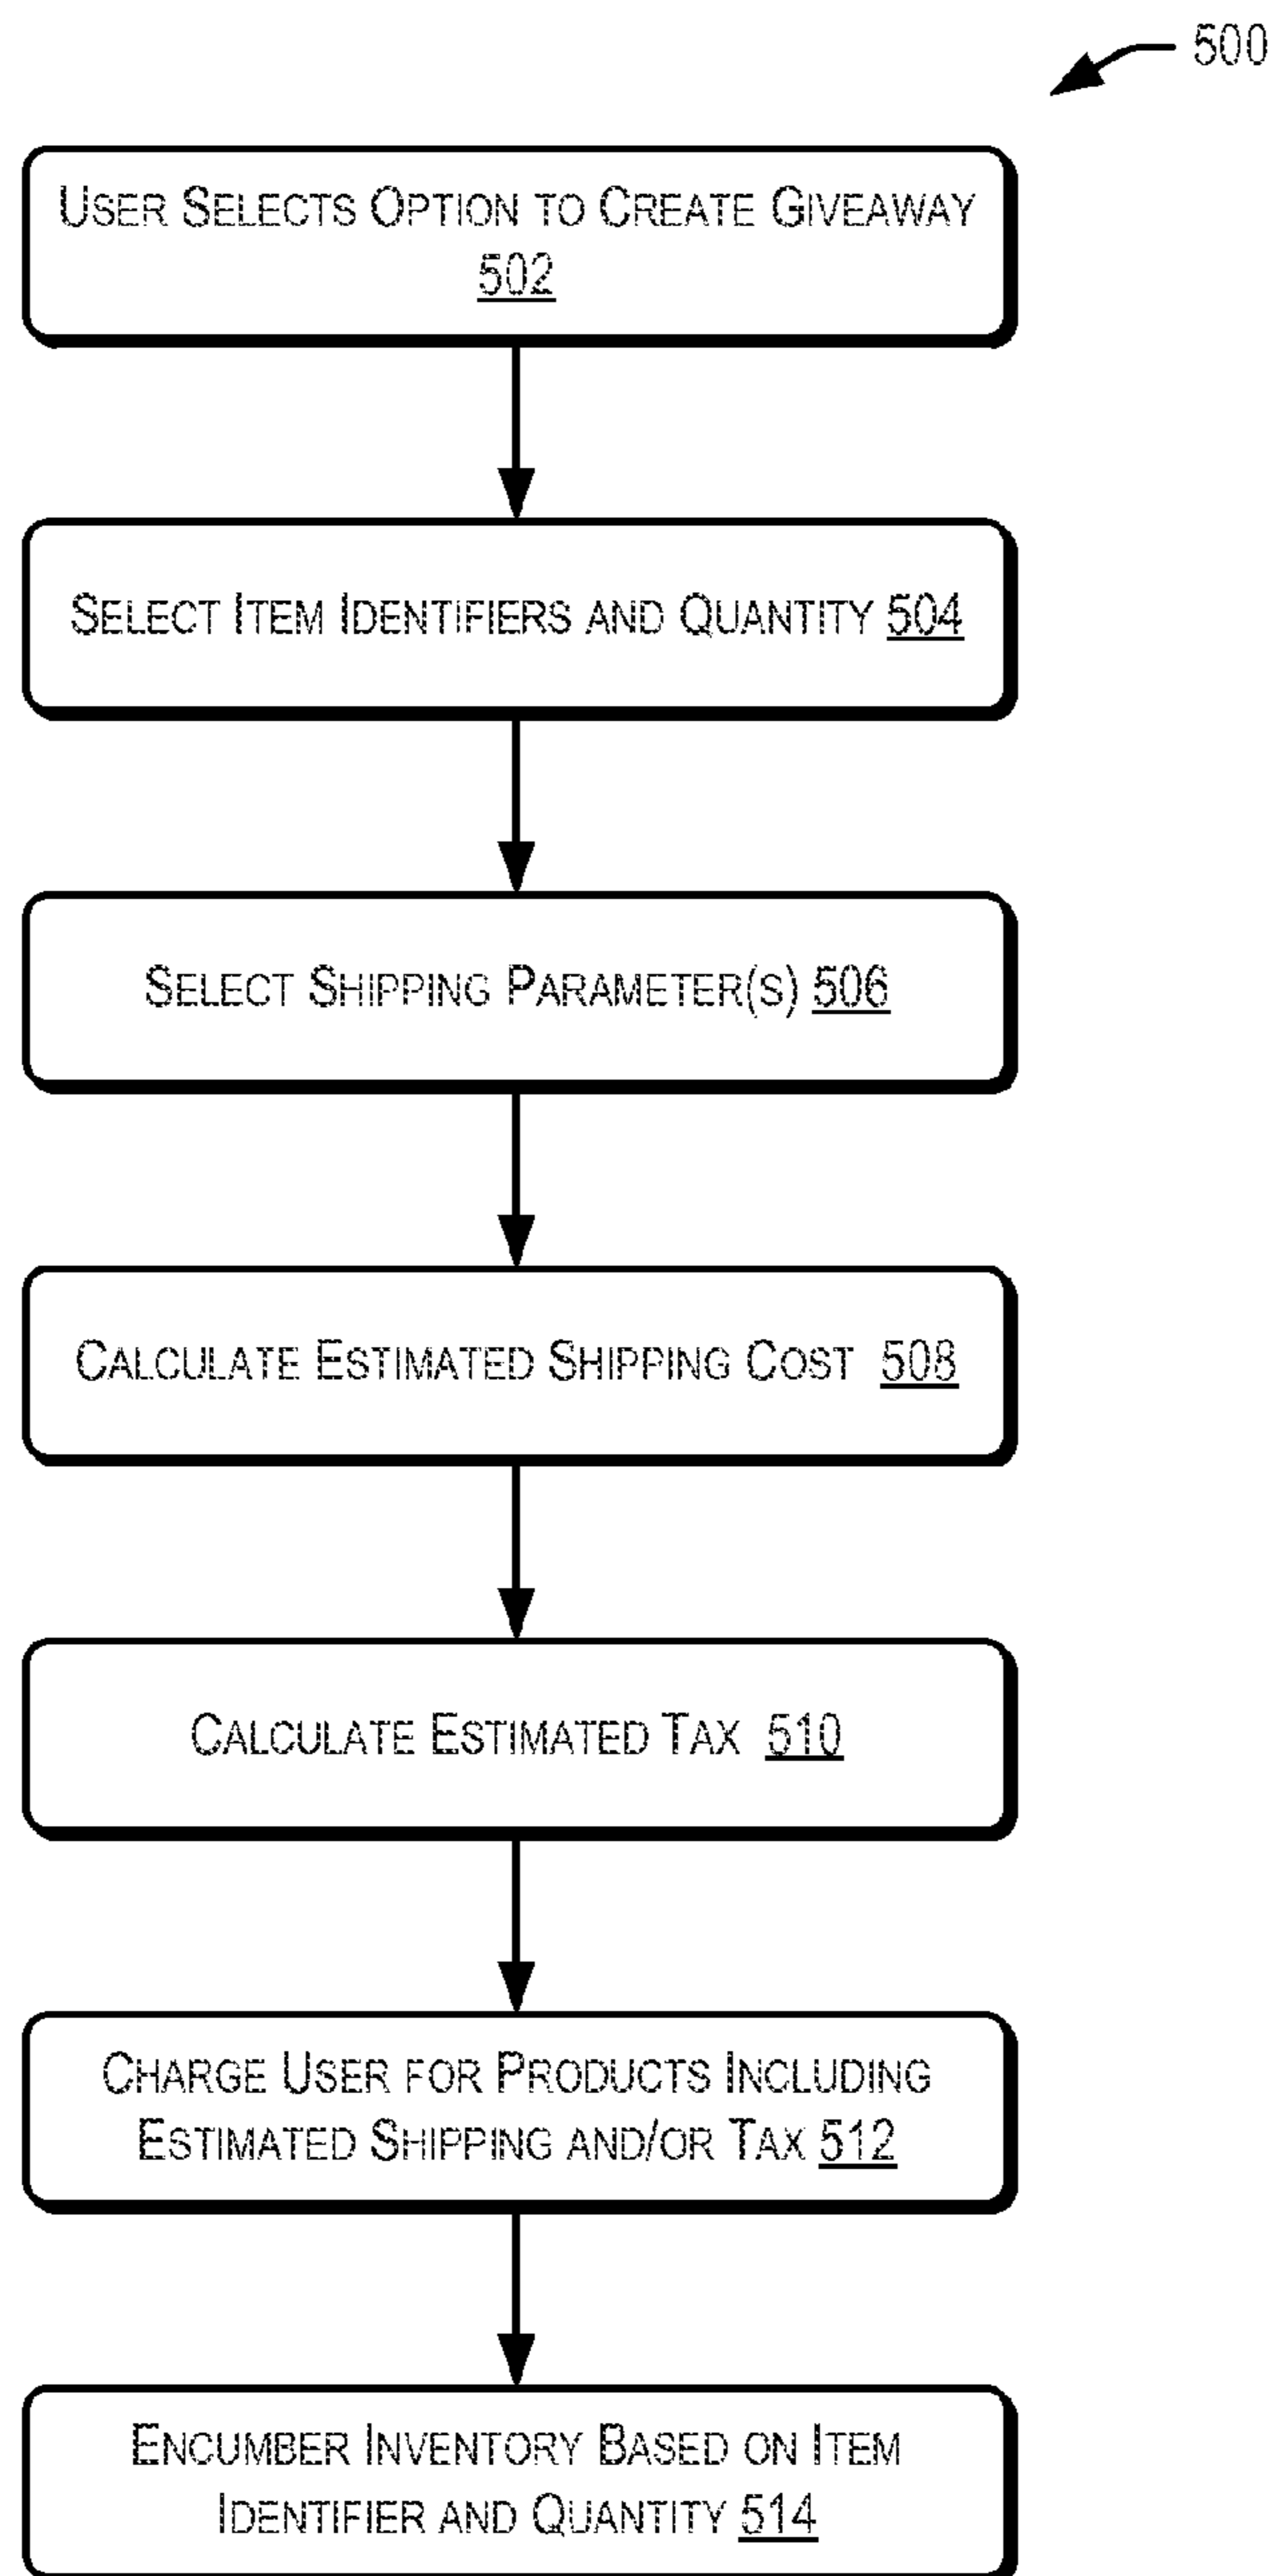 500
USER SELECTS OPTION TO CREATE GIVEAWAY
502
SELECT ITEM IDENTIFIERS AND QUANTITY 504
SELECT SHIPPING PARAMETER(S) 506
CALCULATE ESTIMATED SHIPPING COST 508
CALCULATE ESTIMATED TAX 510
CHARGE USER FOR PRODUCTS INCLUDING
ESTIMATED SHIPPING AND/OR TAX 512
ENCUMBER INVENTORY BASED ON ITEM
IDENTIFIER AND QUANTITY 514